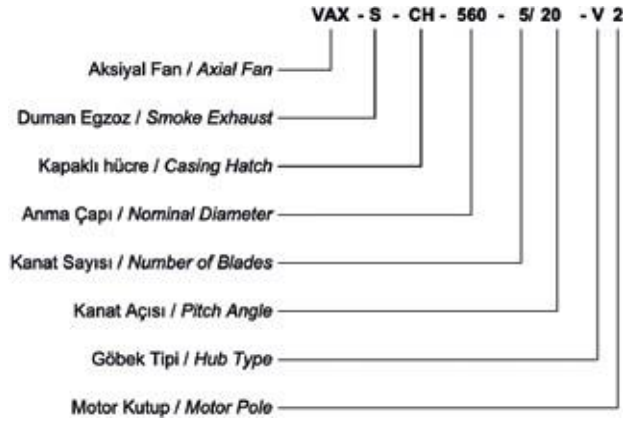 VAX - S - CH - 560 - 5/ 20 - V 2
Aksiyal Fan / Axial Fan
Duman Egzoz / Smoke Exhaust
Kapaklı hücre / Casing Hatch
Anma Çapı / Nominal Diameter
Kanat Sayısı / Number of Blades
Kanat Açısı / Pitch Angle
Göbek Tipi / Hub Type
Motor Kutup / Motor Pole